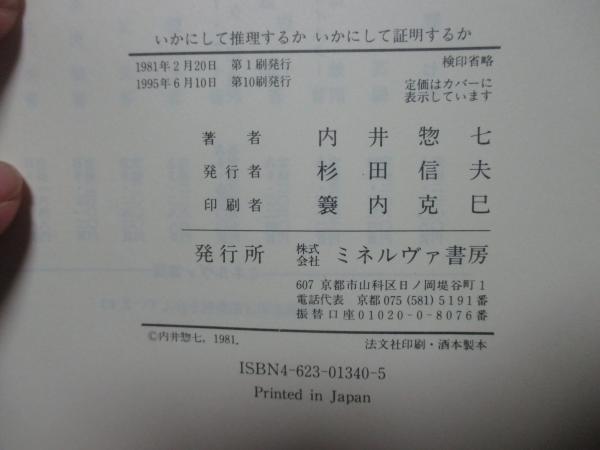 いかにして推理するか いかにして証明するか
1981年2月20日 第1刷発行 検印省略
1995年6月10日 第10刷発行 定価はカバーに
表示しています
著者 内井惣七
発行者 杉田信夫
印刷者 籔内克巳
発行所 株式会社 ミネルヴァ書房
607 京都市山科区日ノ岡堤谷町1
電話代表 京都075(581)5191番
振替口座01020-0-8076番
©内井惣七, 1981. 法文社印刷・酒本製本
ISBN4-623-01340-5
Printed in Japan